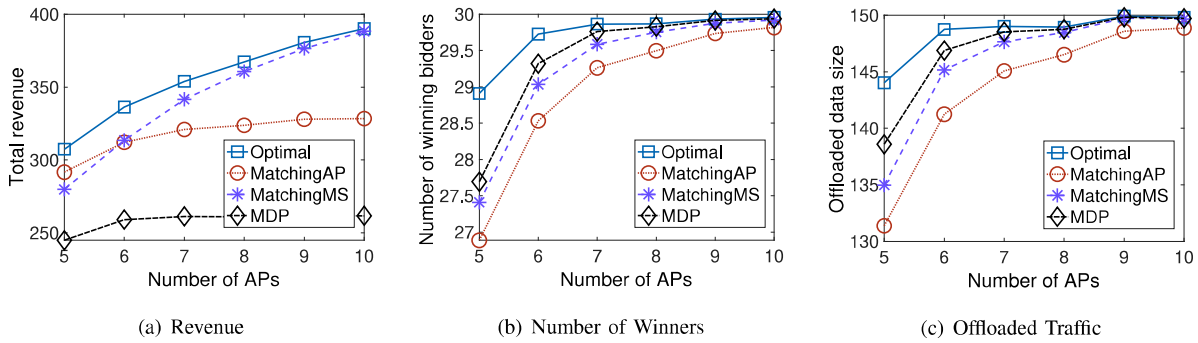 400
350
300
250
Total revenue
5 6 7 8 9 10
Number of APs
Optimal
MatchingAP
MatchingMS
MDP
(a) Revenue
30
29.5
29
28.5
28
27.5
27
Number of winning bidders
5 6 7 8 9 10
Number of APs
Optimal
MatchingAP
MatchingMS
MDP
(b) Number of Winners
150
145
140
135
130
Offloaded data size
5 6 7 8 9 10
Number of APs
Optimal
MatchingAP
MatchingMS
MDP
(c) Offloaded Traffic